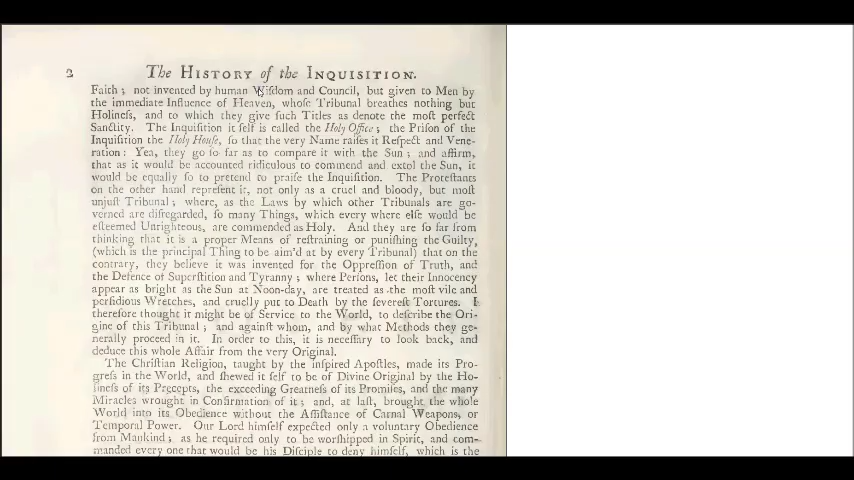 2 The HISTORY of the INQUISITION.
Faith; not invented by human Wiſdom and Council, but given to Men by
the immediate Influence of Heaven, whoſe Tribunal breathes nothing but
Holineſs, and to which they give ſuch Titles as denote the moſt perfect
Sanctity. The Inquiſition it ſelf is called the Holy Office; the Priſon of the
Inquiſition the Holy Houſe, ſo that the very Name raiſes it Reſpect and Vene-
ration: Yea, they go ſo far as to compare it with the Sun; and affirm,
that as it would be accounted ridiculous to commend and extol the Sun, it
would be equally ſo to pretend to praiſe the Inquiſition. The Proteſtants
on the other hand repreſent it, not only as a cruel and bloody, but moſt
unjuſt Tribunal; where, as the Laws by which other Tribunals are go-
verned are diſregarded, ſo many Things, which every where elſe would be
eſteemed Unrighteous, are commended as Holy. And they are ſo far from
thinking that it is a proper Means of reſtraining or puniſhing the Guilty,
(which is the principal Thing to be aim'd at by every Tribunal) that on the
contrary, they believe it was invented for the Oppreſſion of Truth, and
the Defence of Superſtition and Tyranny; where Perſons, let their Innocency
appear as bright as the Sun at Noon-day, are treated as the moſt vile and
perfidious Wretches, and cruelly put to Death by the ſevereſt Tortures. I
therefore thought it might be of Service to the World, to deſcribe the Ori-
gine of this Tribunal; and againſt whom, and by what Methods they ge-
nerally proceed in it. In order to this, it is neceſſary to look back, and
deduce this whole Affair from the very Original.
The Chriſtian Religion, taught by the inſpired Apoſtles, made its Pro-
greſs in the World, and ſhewed it ſelf to be of Divine Original by the Ho-
lineſs of its Precepts, the exceeding Greatneſs of its Promiſes, and the many
Miracles wrought in Confirmation of it; and, at laſt, brought the whole
World into its Obedience without the Aſſiſtance of Carnal Weapons, or
Temporal Power. Our Lord himſelf expected only a voluntary Obedience
from Mankind; as he required only to be worſhipped in Spirit, and com-
manded every one that would be his Diſciple to deny himſelf, which is the